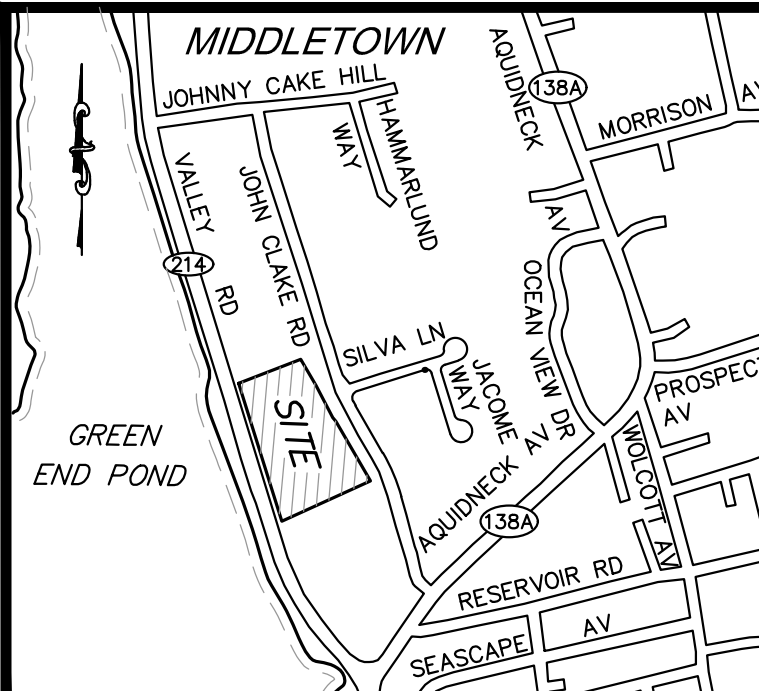 MIDDLETOWN
JOHNNY CAKE HILL
HAMMARLUND
WAY
AQUIDNECK
AV
138A
MORRISON
AV
VALLEY
RD
214
JOHN CLAKE RD
OCEAN VIEW DR
SILVA LN
JACOME
WAY
SITE
GREEN
END POND
PROSPECT
AV
WOLCOTT AV
AQUIDNECK AV
138A
RESERVOIR RD
SEASCAPE AV